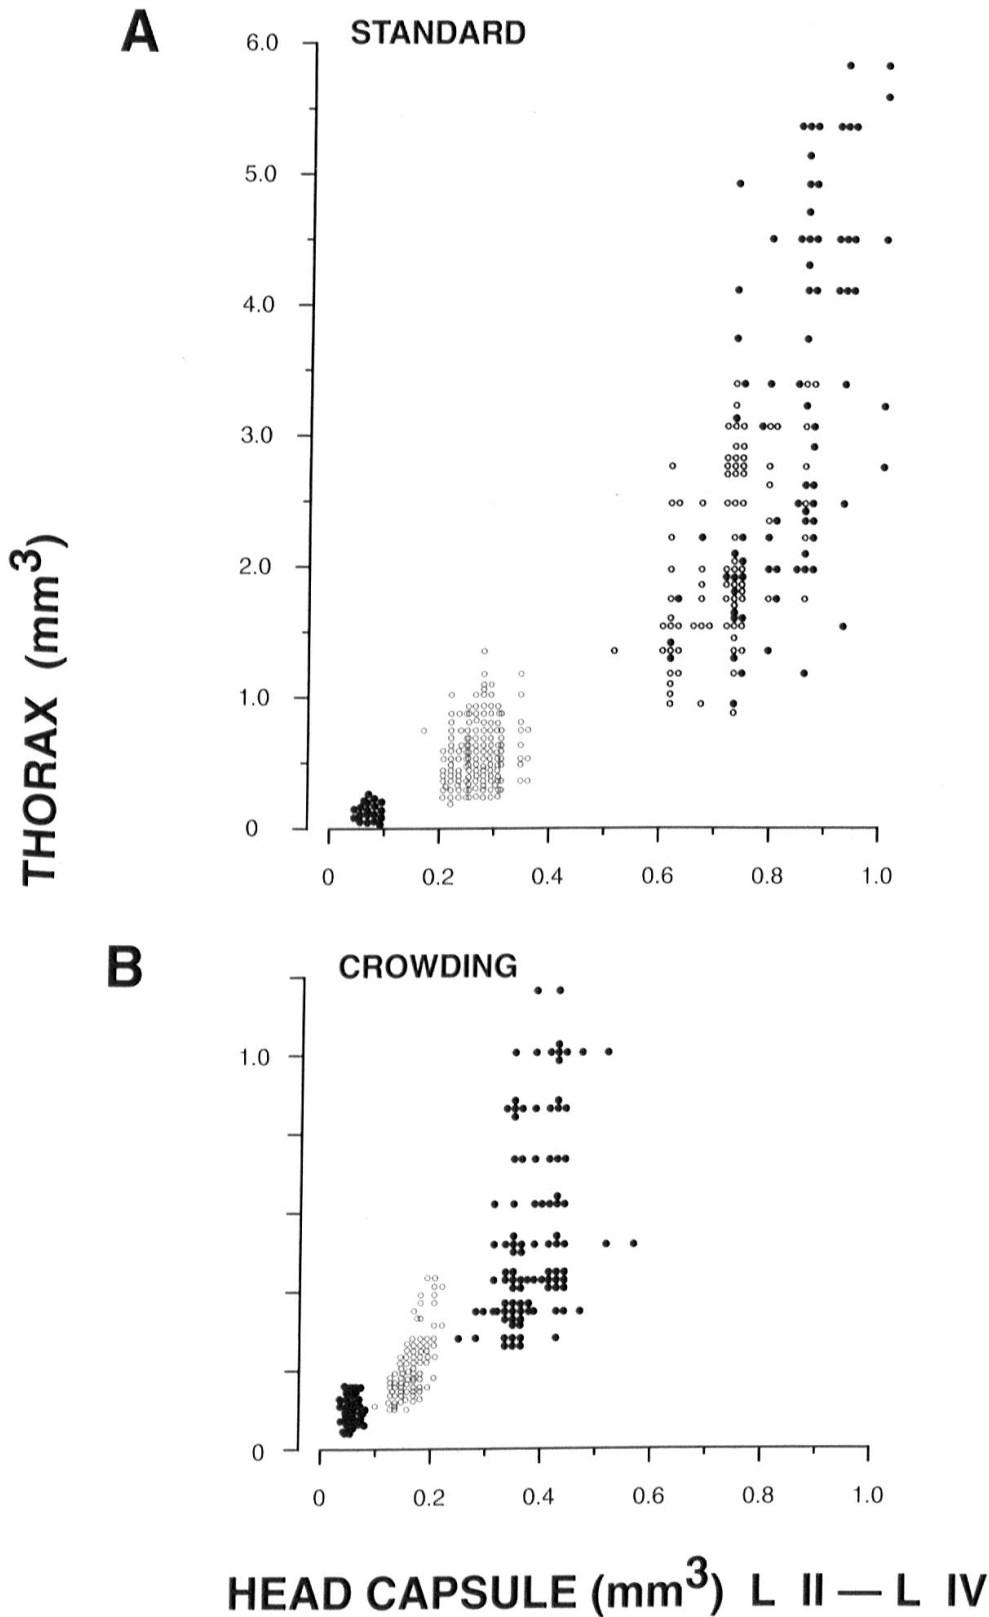 A
STANDARD
6.0
5.0
4.0
3.0
2.0
1.0
0
0 0.2 0.4 0.6 0.8 1.0
THORAX (mm³)
B
CROWDING
1.0
0
0 0.2 0.4 0.6 0.8 1.0
HEAD CAPSULE (mm³) L II — L IV